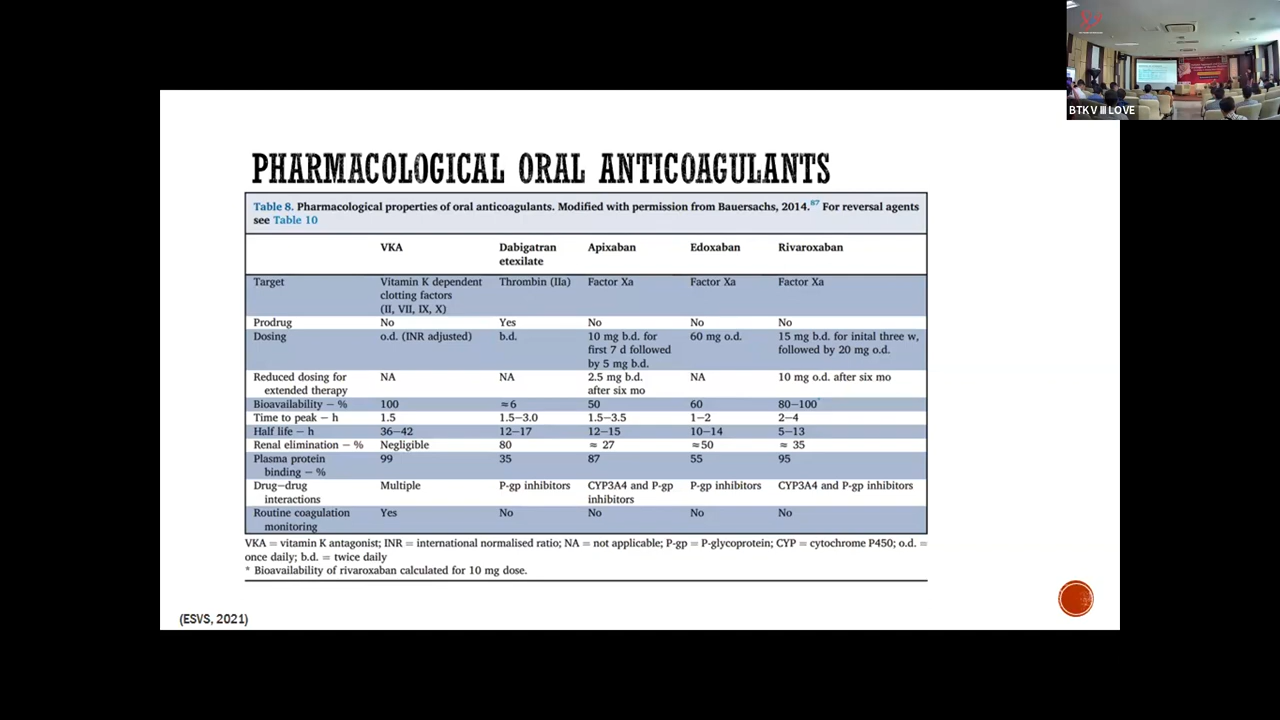 BTKV III LOVE
PHARMACOLOGICAL ORAL ANTICOAGULANTS
Table 8. Pharmacological properties of oral anticoagulants. Modified with permission from Bauersachs, 2014.87 For reversal agents
see Table 10
VKA Dabigatran etexilate Apixaban Edoxaban Rivaroxaban
Target Vitamin K dependent clotting factors (II, VII, IX, X) Thrombin (IIa) Factor Xa Factor Xa Factor Xa
Prodrug No Yes No No No
Dosing o.d. (INR adjusted) b.d. 10 mg b.d. for first 7 d followed by 5 mg b.d. 60 mg o.d. 15 mg b.d. for inital three w, followed by 20 mg o.d.
Reduced dosing for extended therapy NA NA 2.5 mg b.d. after six mo NA 10 mg o.d. after six mo
Bioavailability – % 100 ≈6 50 60 80–100*
Time to peak – h 1.5 1.5–3.0 1.5–3.5 1–2 2–4
Half life – h 36–42 12–17 12–15 10–14 5–13
Renal elimination – % Negligible 80 ≈ 27 ≈50 ≈ 35
Plasma protein binding – % 99 35 87 55 95
Drug–drug interactions Multiple P-gp inhibitors CYP3A4 and P-gp inhibitors P-gp inhibitors CYP3A4 and P-gp inhibitors
Routine coagulation monitoring Yes No No No No
VKA = vitamin K antagonist; INR = international normalised ratio; NA = not applicable; P-gp = P-glycoprotein; CYP = cytochrome P450; o.d. =
once daily; b.d. = twice daily
* Bioavailability of rivaroxaban calculated for 10 mg dose.
(ESVS, 2021)